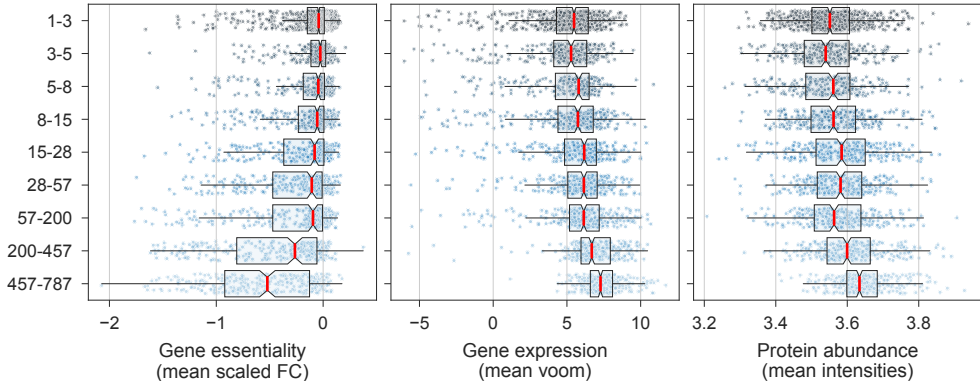 1-3
3-5
5-8
8-15
15-28
28-57
57-200
200-457
457-787
−2 −1 0
−5 0 5 10
3.2 3.4 3.6 3.8
Gene essentiality
(mean scaled FC)
Gene expression
(mean voom)
Protein abundance
(mean intensities)